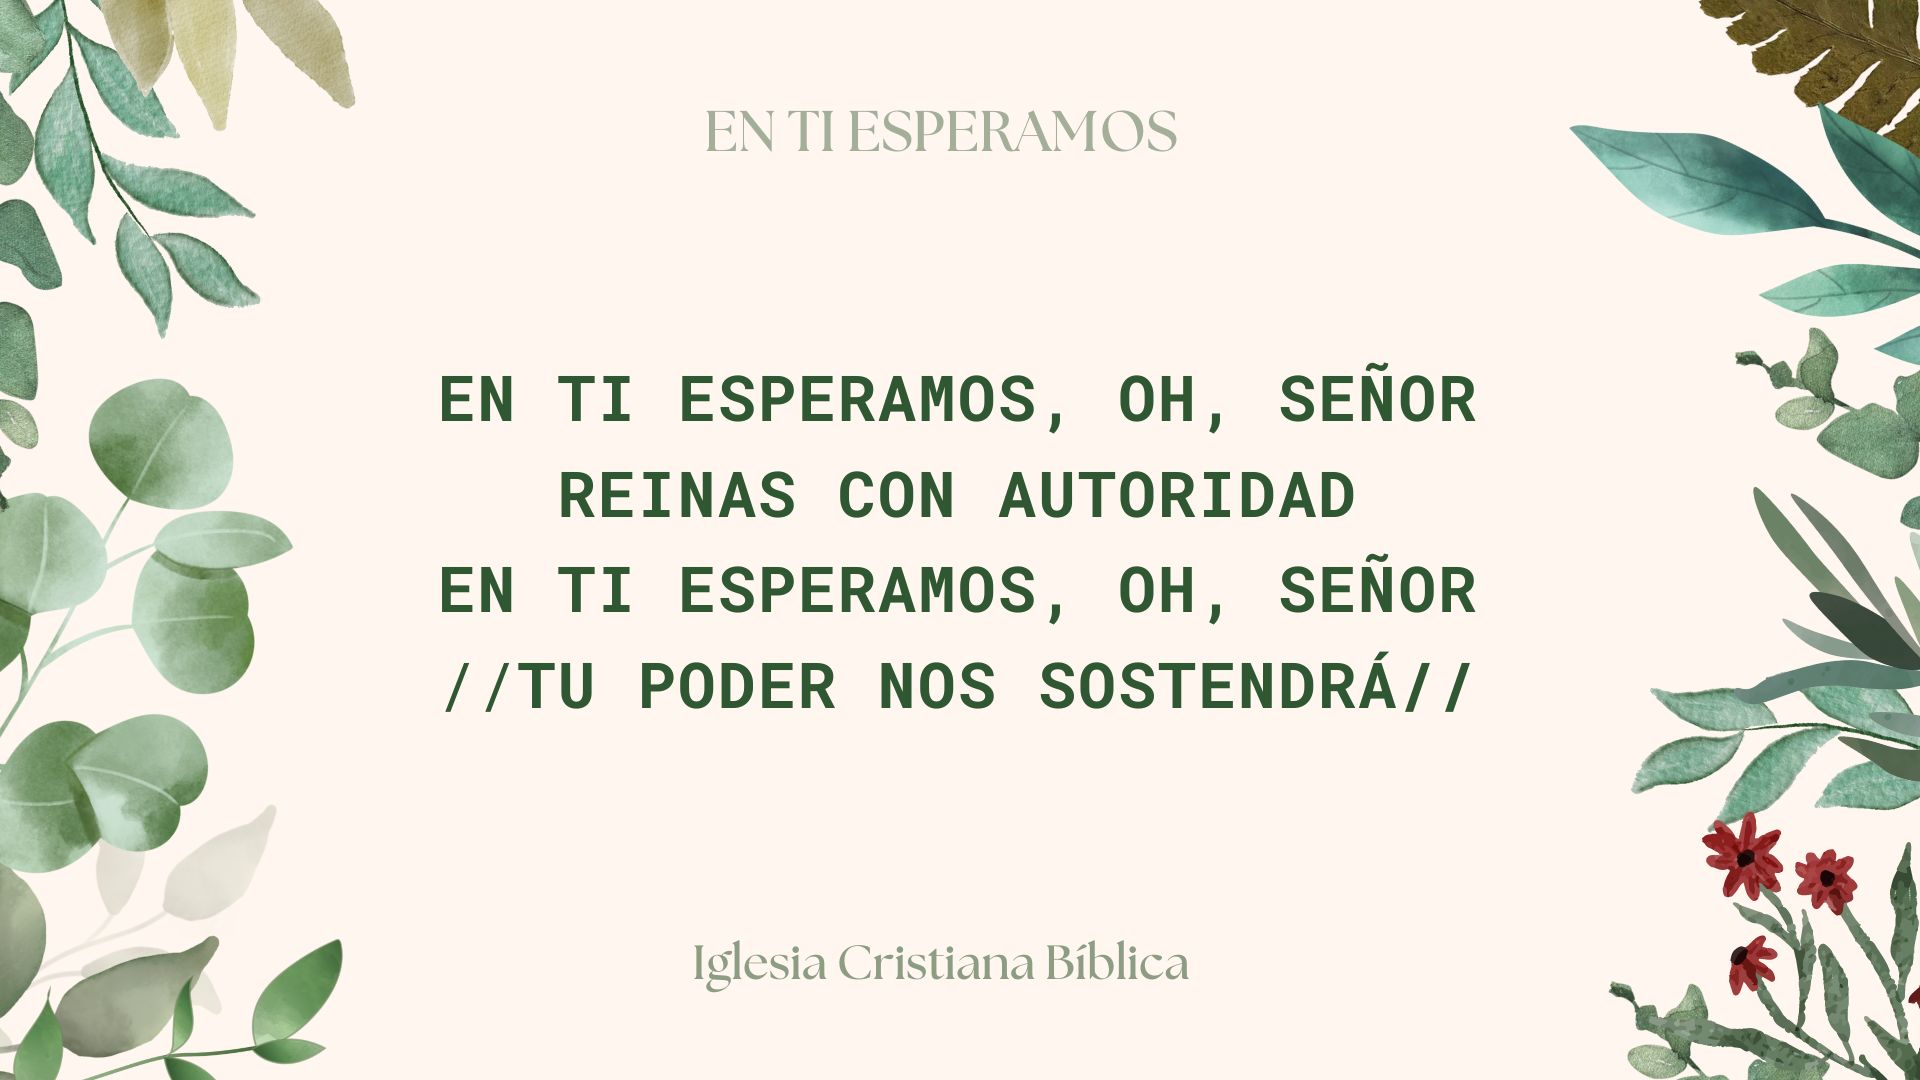 EN TI ESPERAMOS
EN TI ESPERAMOS, OH, SEÑOR
REINAS CON AUTORIDAD
EN TI ESPERAMOS, OH, SEÑOR
//TU PODER NOS SOSTENDRÁ//
Iglesia Cristiana Bíblica